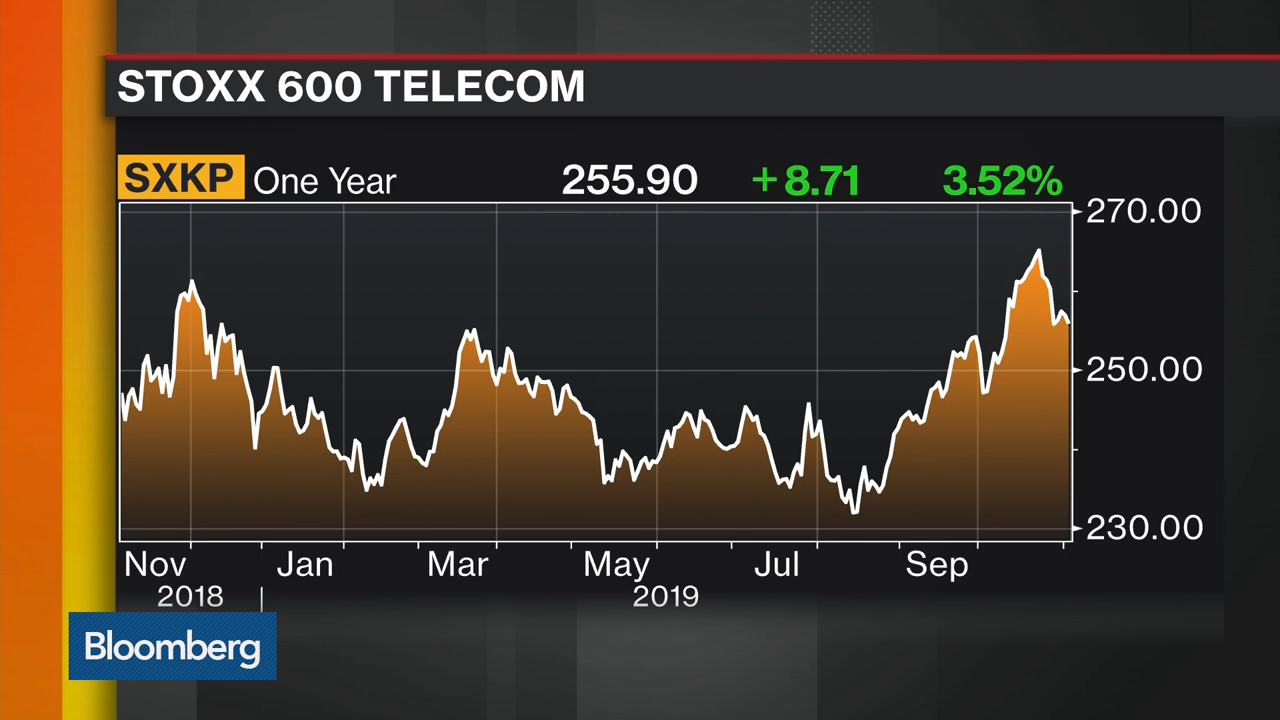 STOXX 600 TELECOM
SXKP One Year 255.90 +8.71 3.52%
270.00
250.00
230.00
Nov Jan Mar May Jul Sep
2018 2019
Bloomberg